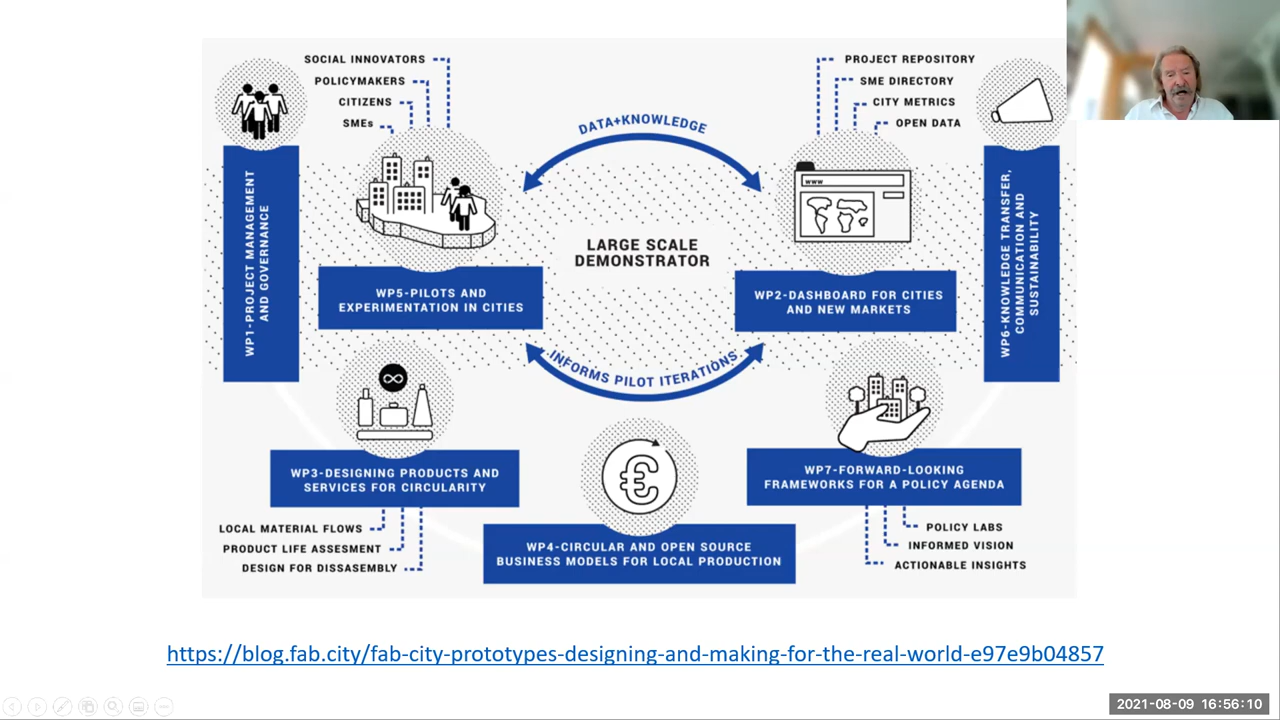 SOCIAL INNOVATORS
POLICYMAKERS
CITIZENS
SMEs
PROJECT REPOSITORY
SME DIRECTORY
CITY METRICS
OPEN DATA
DATA+KNOWLEDGE
www
WP1-PROJECT MANAGEMENT
AND GOVERNANCE
LARGE SCALE
DEMONSTRATOR
WP6-KNOWLEDGE TRANSFER,
COMMUNICATION AND
SUSTAINABILITY
WP5-PILOTS AND
EXPERIMENTATION IN CITIES
WP2-DASHBOARD FOR CITIES
AND NEW MARKETS
INFORMS PILOT ITERATIONS
WP3-DESIGNING PRODUCTS AND
SERVICES FOR CIRCULARITY
€
WP7-FORWARD-LOOKING
FRAMEWORKS FOR A POLICY AGENDA
LOCAL MATERIAL FLOWS
PRODUCT LIFE ASSESMENT
DESIGN FOR DISSASEMBLY
WP4-CIRCULAR AND OPEN SOURCE
BUSINESS MODELS FOR LOCAL PRODUCTION
POLICY LABS
INFORMED VISION
ACTIONABLE INSIGHTS
https://blog.fab.city/fab-city-prototypes-designing-and-making-for-the-real-world-e97e9b04857
2021-08-09 16:56:10